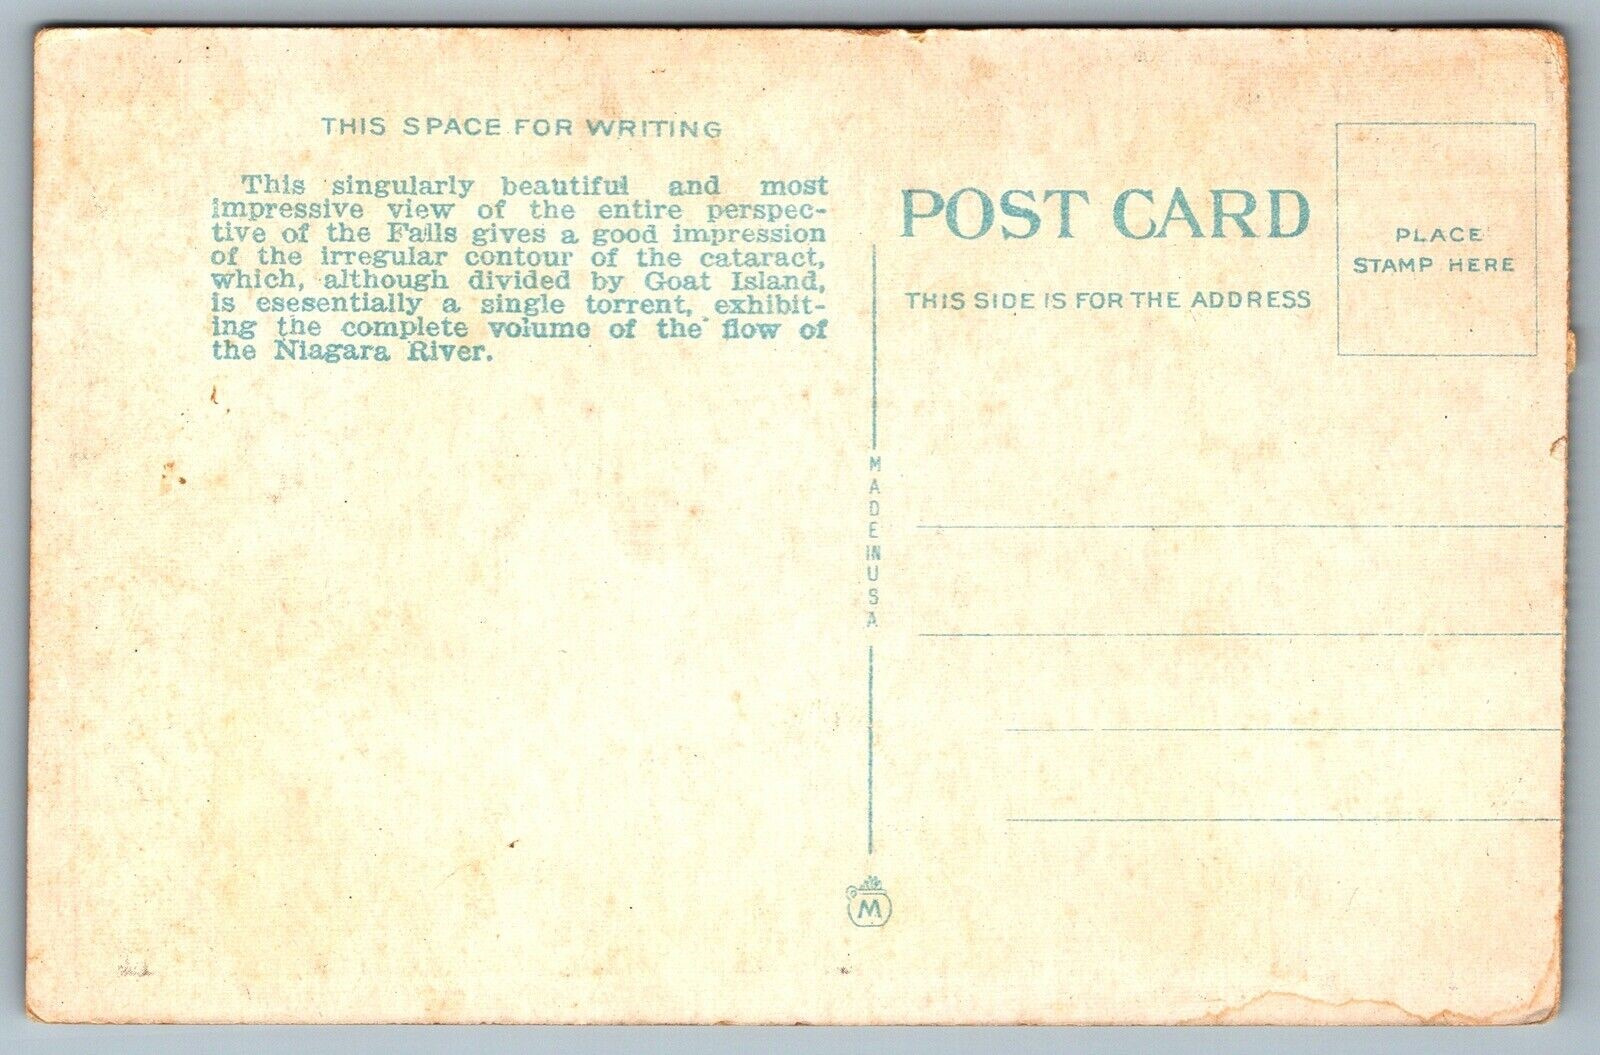 THIS SPACE FOR WRITING
This singularly beautiful and most
impressive view of the entire perspec-
tive of the Falls gives a good impression
of the irregular contour of the cataract,
which, although divided by Goat Island,
is esesentially a single torrent, exhibit-
ing the complete volume of the flow of
the Niagara River.
MADE IN USA
M
POST CARD
THIS SIDE IS FOR THE ADDRESS
PLACE
STAMP HERE